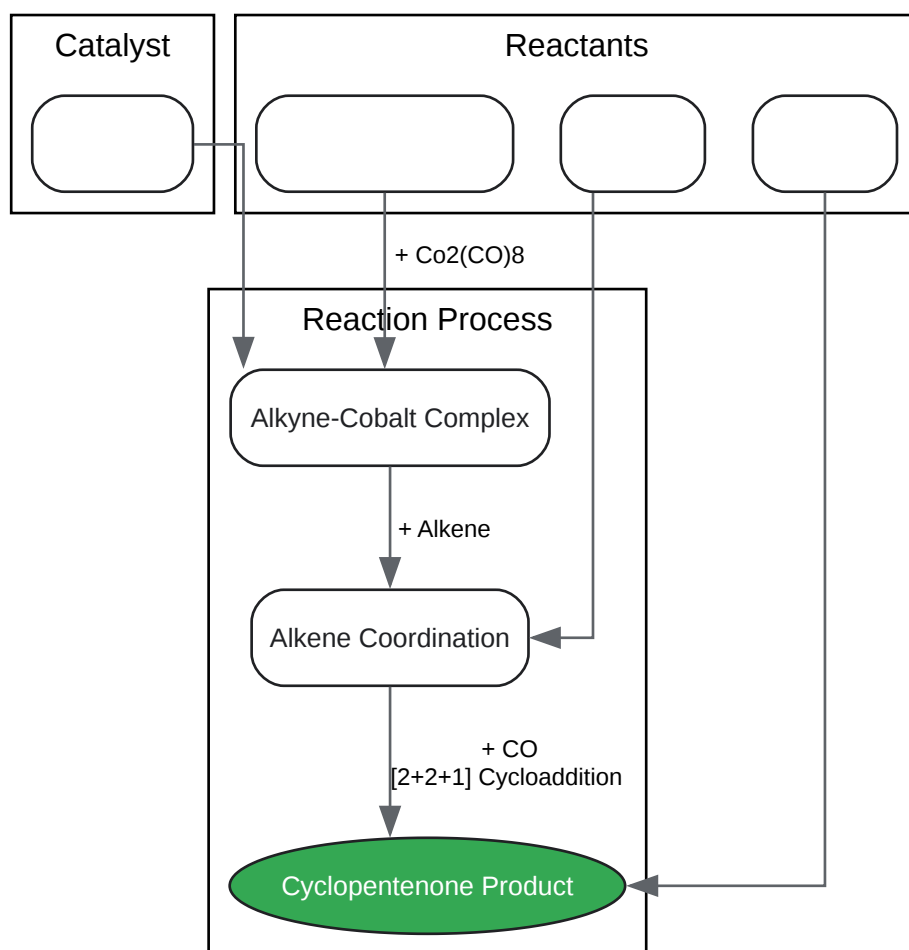 Catalyst
Reactants
+ Co2(CO)8
Reaction Process
Alkyne-Cobalt Complex
+ Alkene
Alkene Coordination
+ CO
[2+2+1] Cycloaddition
Cyclopentenone Product